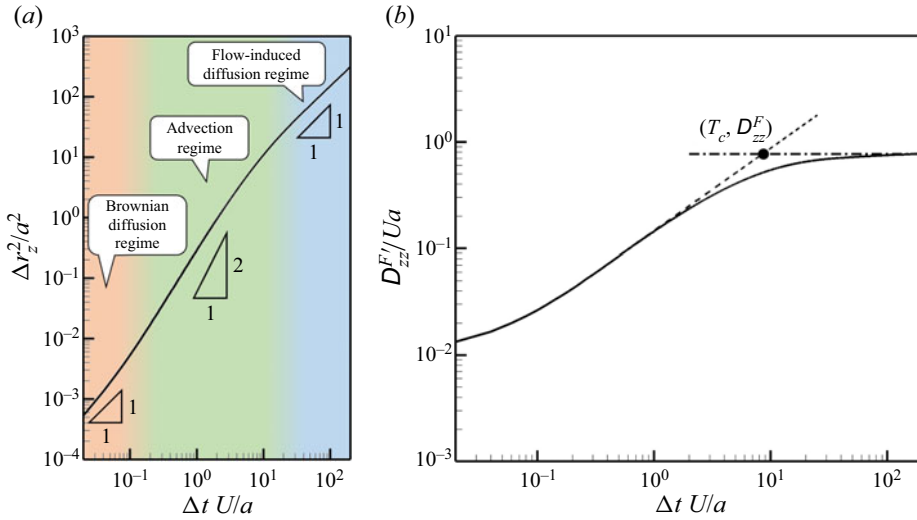 (a)
10^3
10^2
10^1
10^0
10^−1
10^−2
10^−3
10^−4
Δr_z^2/a^2
Flow-induced
diffusion regime
Advection
regime
Brownian
diffusion
regime
1
1
2
1
1
1
10^−1
10^0
10^1
10^2
Δt U/a
(b)
10^1
10^0
10^−1
10^−2
10^−3
D_zz^F′/Ua
(T_c, D_zz^F)
10^−1
10^0
10^1
10^2
Δt U/a